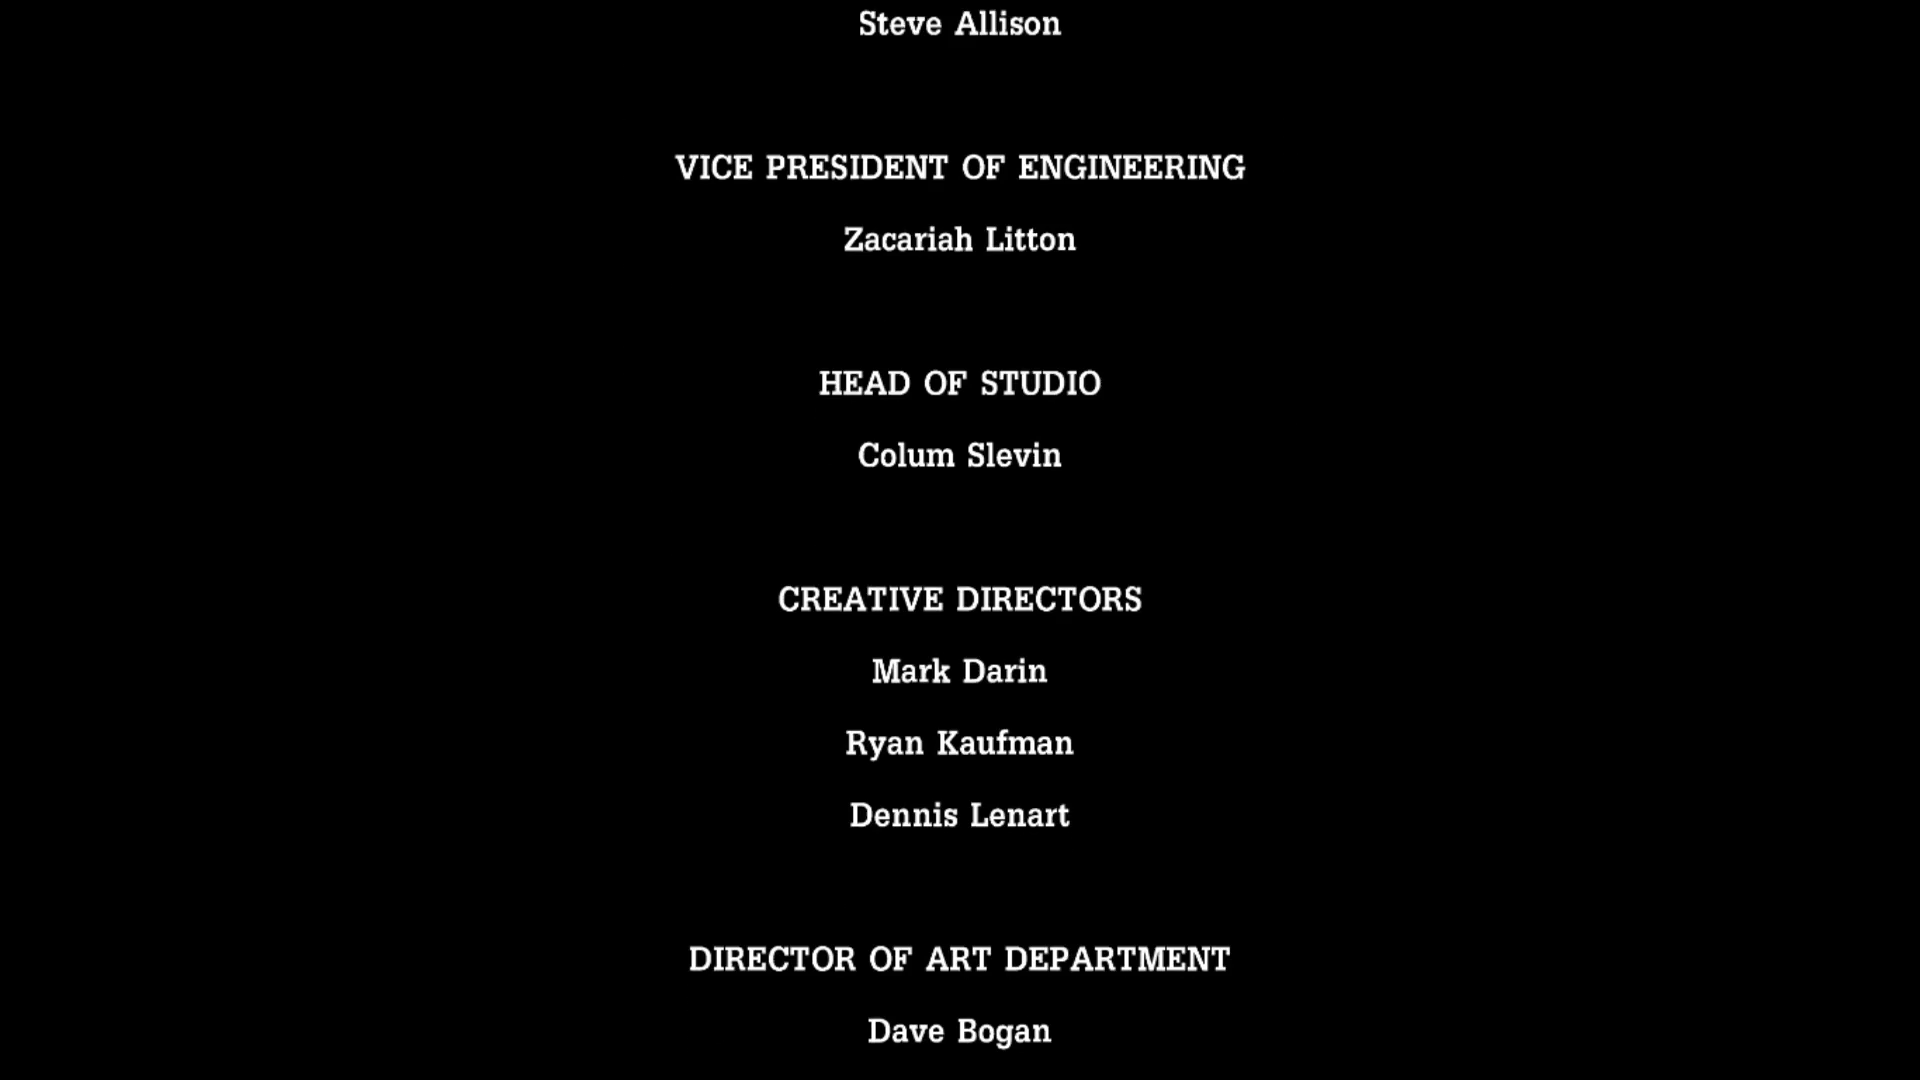 Steve Allison
VICE PRESIDENT OF ENGINEERING
Zacariah Litton
HEAD OF STUDIO
Colum Slevin
CREATIVE DIRECTORS
Mark Darin
Ryan Kaufman
Dennis Lenart
DIRECTOR OF ART DEPARTMENT
Dave Bogan